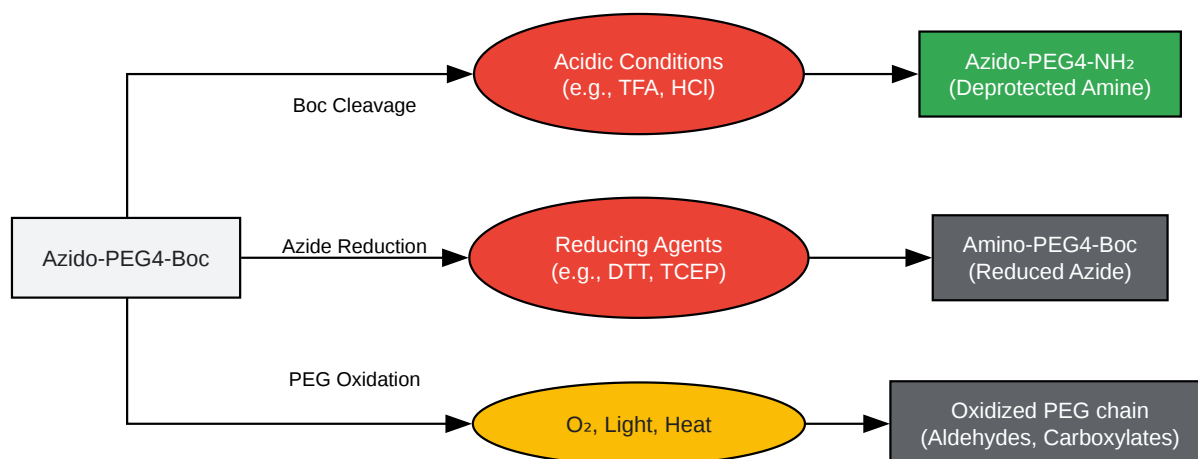 Boc Cleavage
Acidic Conditions
(e.g., TFA, HCl)
Azido-PEG4-NH₂
(Deprotected Amine)
Azido-PEG4-Boc
Azide Reduction
Reducing Agents
(e.g., DTT, TCEP)
Amino-PEG4-Boc
(Reduced Azide)
PEG Oxidation
O₂, Light, Heat
Oxidized PEG chain
(Aldehydes, Carboxylates)